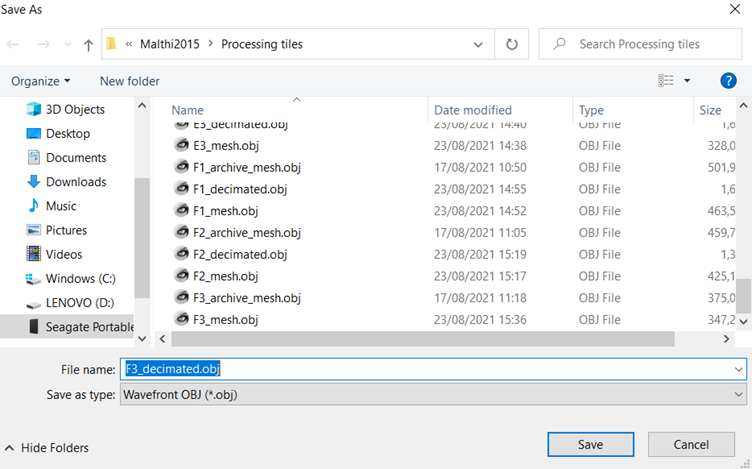 Save As
« Malthi2015 > Processing tiles
Search Processing tiles
Organize
New folder
?
3D Objects
Desktop
Documents
Downloads
Music
Pictures
Videos
Windows (C:)
LENOVO (D:)
Seagate Portable
Name Date modified Type Size
E3_decimated.obj 23/08/2021 14:40 OBJ File 1,6
E3_mesh.obj 23/08/2021 14:38 OBJ File 328,0
F1_archive_mesh.obj 17/08/2021 10:50 OBJ File 501,9
F1_decimated.obj 23/08/2021 14:55 OBJ File 1,6
F1_mesh.obj 23/08/2021 14:52 OBJ File 463,5
F2_archive_mesh.obj 17/08/2021 11:05 OBJ File 459,7
F2_decimated.obj 23/08/2021 15:19 OBJ File 1,3
F2_mesh.obj 23/08/2021 15:17 OBJ File 425,1
F3_archive_mesh.obj 17/08/2021 11:18 OBJ File 375,0
F3_mesh.obj 23/08/2021 15:36 OBJ File 347,2
File name: F3_decimated.obj
Save as type: Wavefront OBJ (*.obj)
Hide Folders
Save
Cancel